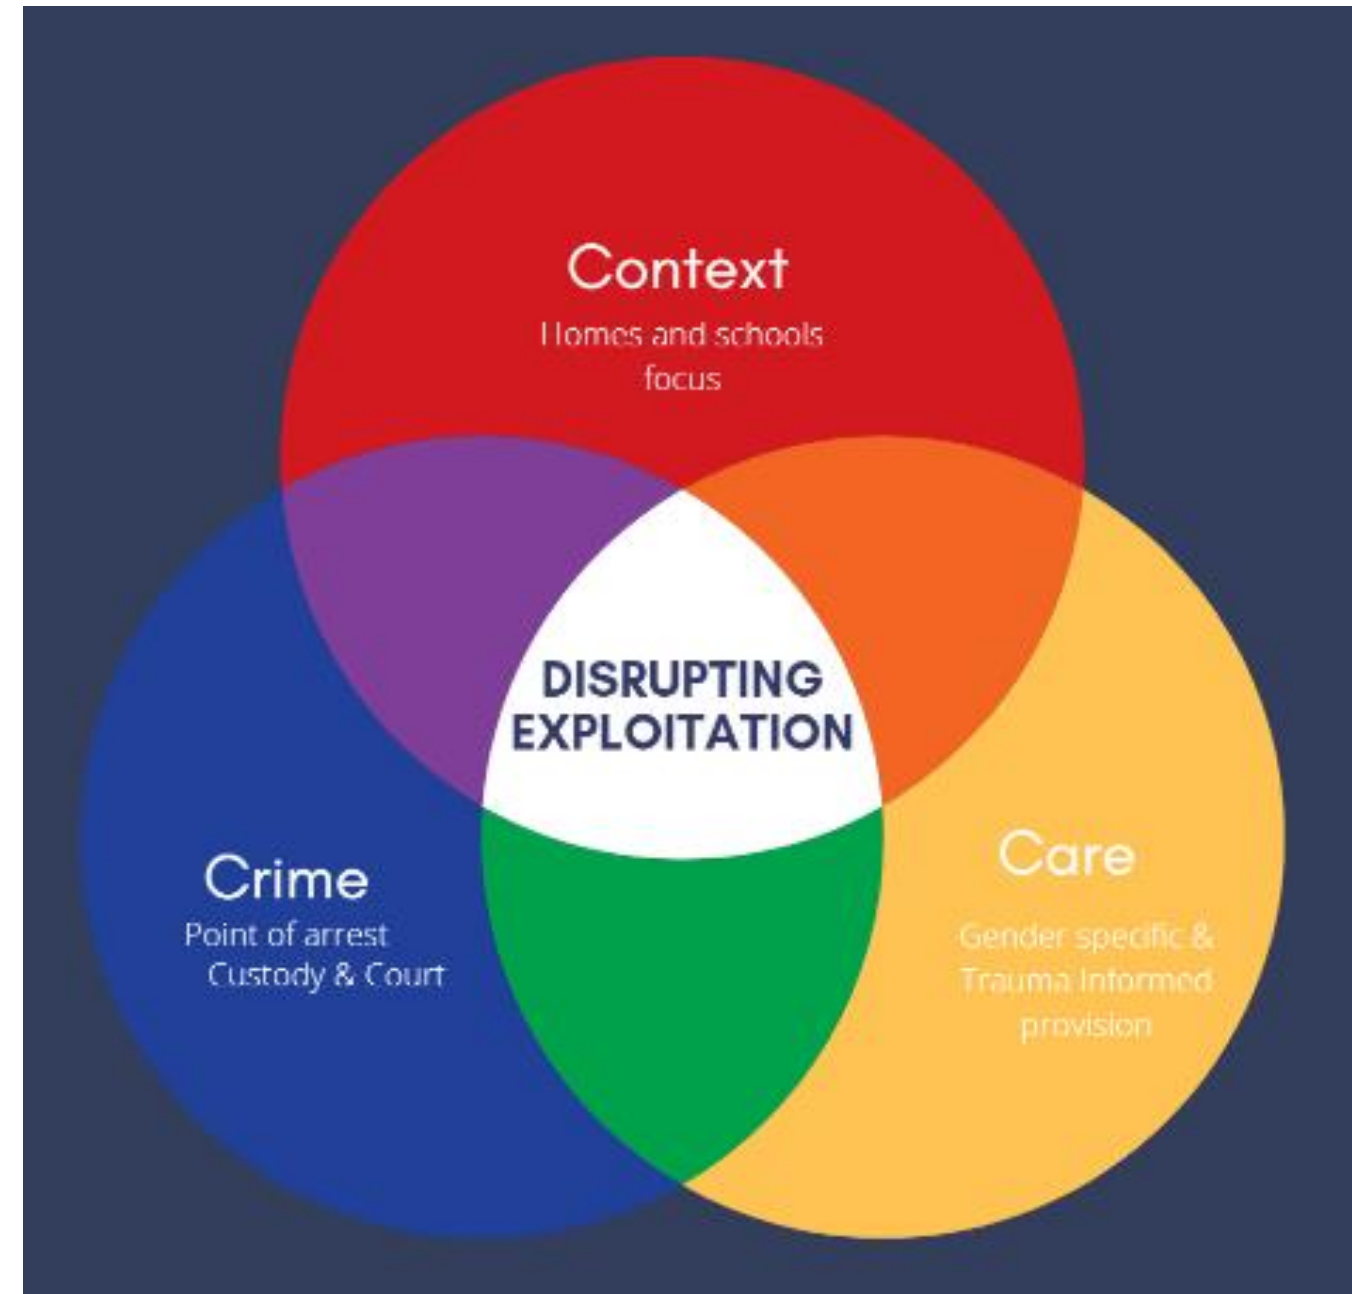 Context
Homes and schools
focus
DISRUPTING
EXPLOITATION
Crime
Point of arrest
Custody & Court
Care
Gender specific &
Trauma Informed
provision